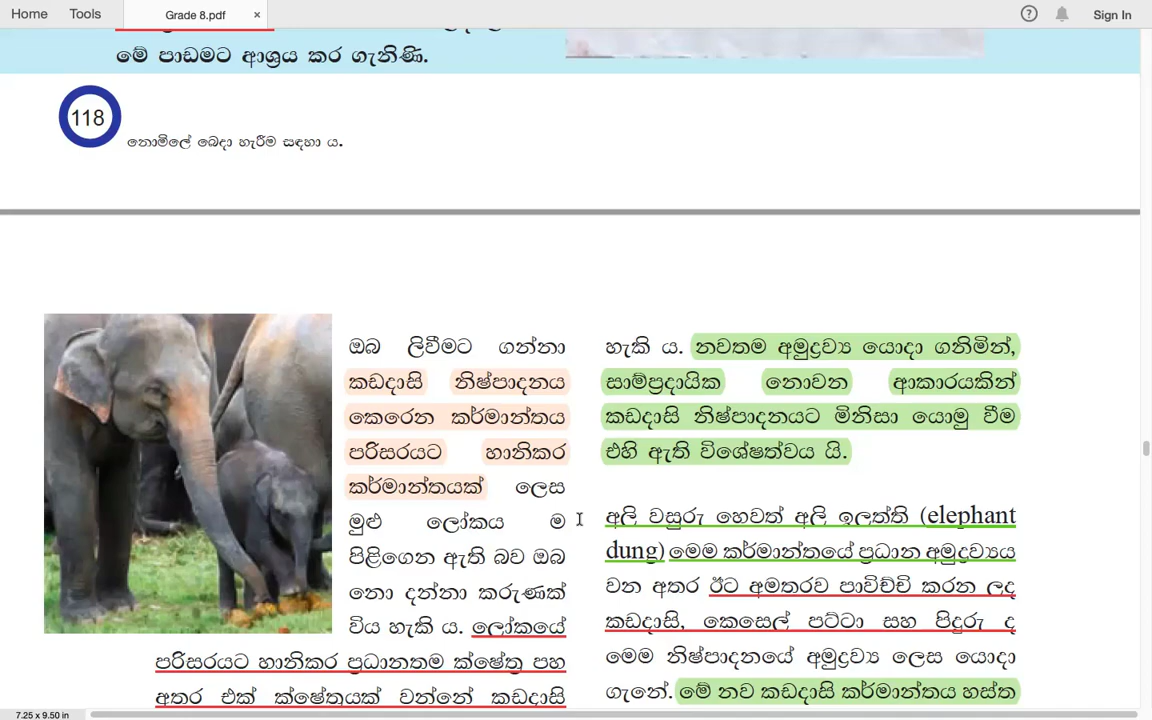 Home
Tools
Grade 8.pdf
×
?
Sign In
මේ පාඩමට ආශ්‍රය කර ගැනිණි.
118
නොමිලේ බෙදා හැරීම සඳහා ය.
ඔබ ලිවීමට ගන්නා
කඩදාසි නිෂ්පාදනය
කෙරෙන කර්මාන්තය
පරිසරයට හානිකර
කර්මාන්තයක් ලෙස
මුළු ලෝකය ම
පිළිගෙන ඇති බව ඔබ
නො දන්නා කරුණක්
විය හැකි ය. ලෝකයේ
පරිසරයට හානිකර ප්‍රධානතම ක්ෂේත්‍ර පහ
අතර එක් ක්ෂේත්‍රයක් වන්නේ කඩදාසි
හැකි ය. නවතම අමුද්‍රව්‍ය යොදා ගනිමින්,
සාම්ප්‍රදායික නොවන ආකාරයකින්
කඩදාසි නිෂ්පාදනයට මිනිසා යොමු වීම
එහි ඇති විශේෂත්වය යි.
අලි වසුරු හෙවත් අලි ඉලත්ති (elephant
dung) මෙම කර්මාන්තයේ ප්‍රධාන අමුද්‍රව්‍යය
වන අතර ඊට අමතරව පාවිච්චි කරන ලද
කඩදාසි, කෙසෙල් පට්ටා සහ පිදුරු ද
මෙම නිෂ්පාදනයේ අමුද්‍රව්‍ය ලෙස යොදා
ගැනේ. මේ නව කඩදාසි කර්මාන්තය හස්ත
7.25 x 9.50 in